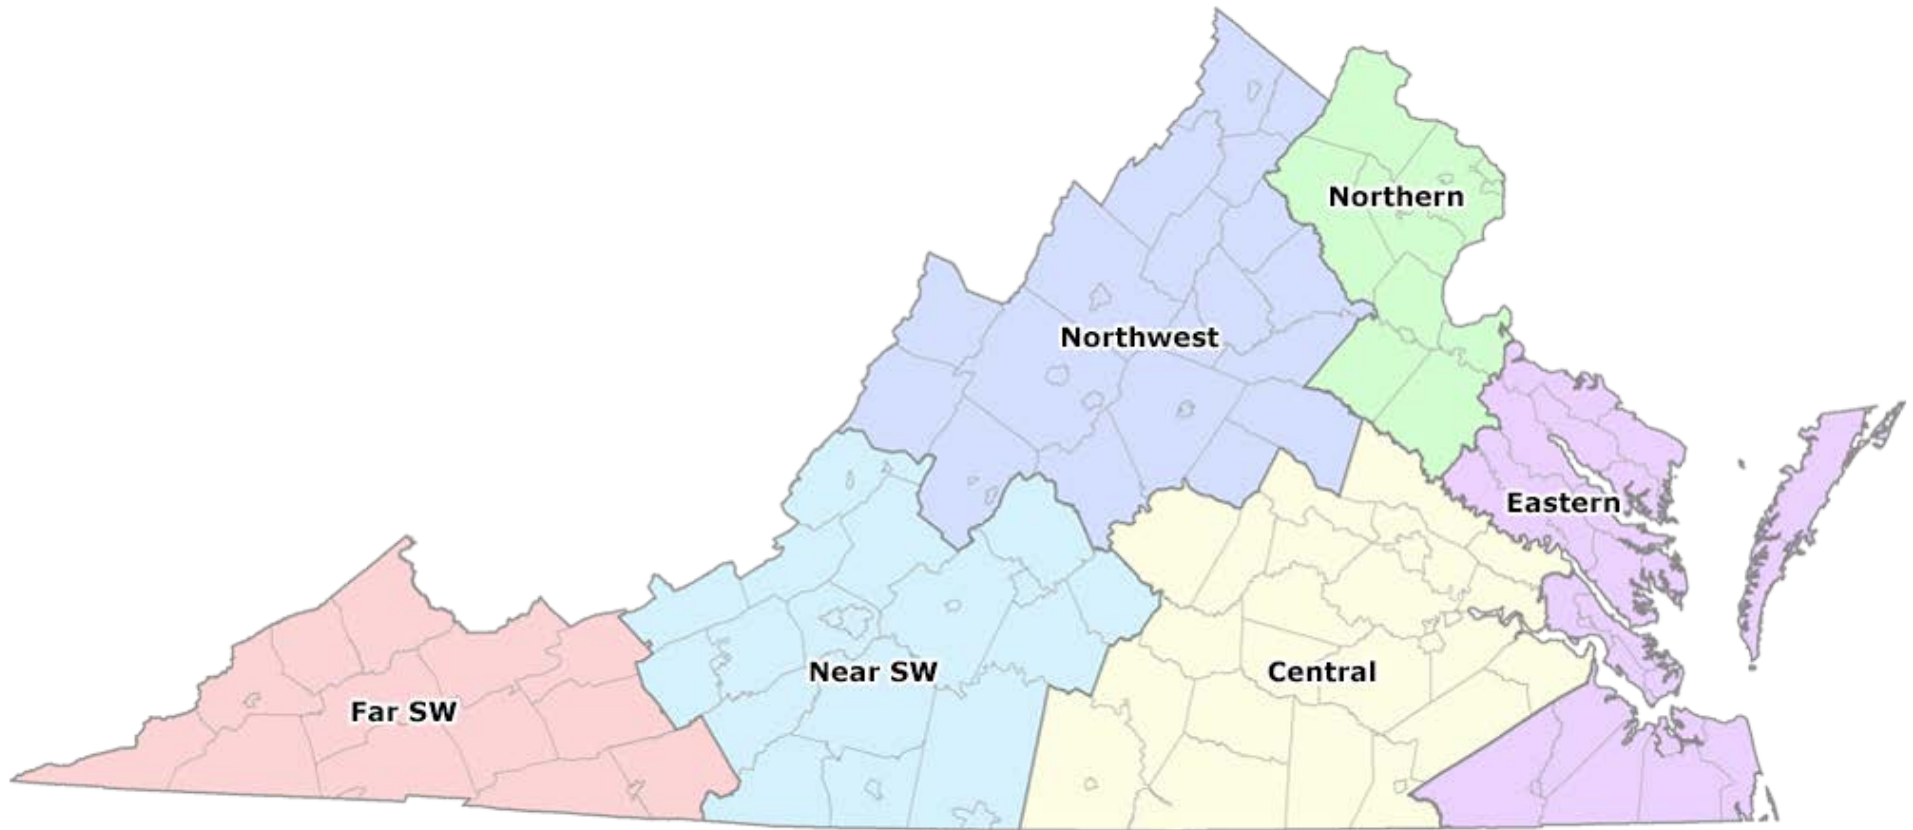 Northern
Northwest
Eastern
Near SW
Central
Far SW